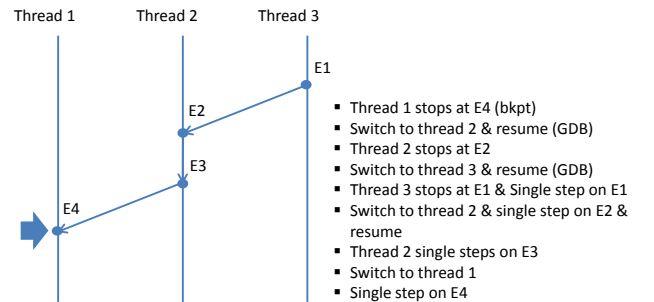 Thread 1 Thread 2 Thread 3
E1
E2
E3
E4
▪ Thread 1 stops at E4 (bkpt)
▪ Switch to thread 2 & resume (GDB)
▪ Thread 2 stops at E2
▪ Switch to thread 3 & resume (GDB)
▪ Thread 3 stops at E1 & Single step on E1
▪ Switch to thread 2 & single step on E2 &
resume
▪ Thread 2 single steps on E3
▪ Switch to thread 1
▪ Single step on E4